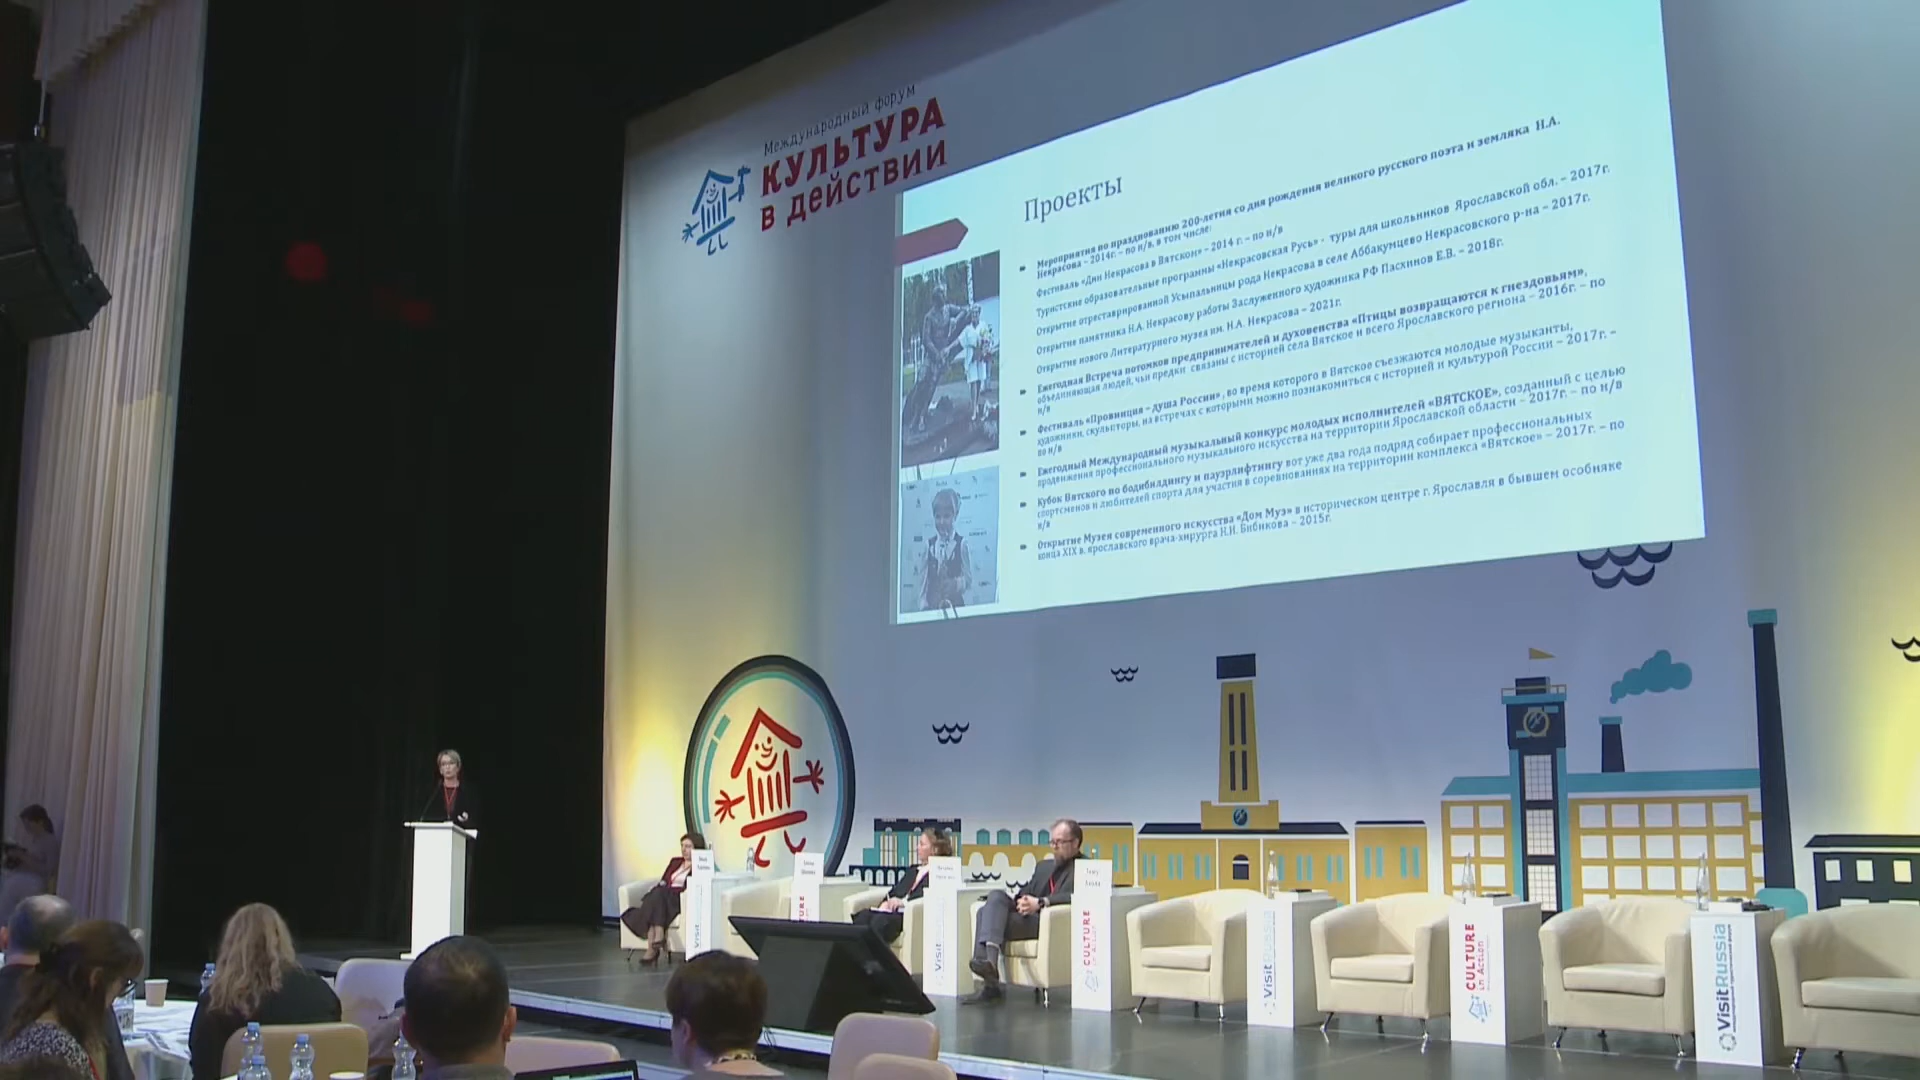 Международный форум
КУЛЬТУРА
в действии
Проекты
Мероприятия по празднованию 200-летия со дня рождения великого русского поэта и земляка Н.А.
Некрасова – 2014г. – по н/в, в том числе:
Фестиваль «Дни Некрасова в Вятском» – 2014 г. – по н/в
Туристские образовательные программы «Некрасовская Русь» - туры для школьников Ярославской обл. – 2017г.
Открытие отреставрированной Усыпальницы рода Некрасова в селе Аббакумцево Некрасовского р-на – 2017г.
Открытие памятника Н.А. Некрасову работы Заслуженного художника РФ Пасхинов Е.В. – 2018г.
Открытие нового Литературного музея им. Н.А. Некрасова – 2021г.
Ежегодная Встреча потомков предпринимателей и духовенства «Птицы возвращаются к гнездовьям»,
объединяющая людей, чьи предки связаны с историей села Вятское и всего Ярославского региона – 2016г. – по
н/в
Фестиваль «Провинция – душа России», во время которого в Вятское съезжаются молодые музыканты,
художники, скульпторы, на встречах с которыми можно познакомиться с историей и культурой России – 2017г. –
по н/в
Ежегодный Международный музыкальный конкурс молодых исполнителей «ВЯТСКОЕ», созданный с целью
продвижения профессионального музыкального искусства на территории Ярославской области – 2017г. – по н/в
Кубок Вятского по бодибилдингу и пауэрлифтингу вот уже два года подряд собирает профессиональных
спортсменов и любителей спорта для участия в соревнованиях на территории комплекса «Вятское» – 2017г. – по
н/в
Открытие Музея современного искусства «Дом Муз» в историческом центре г. Ярославля в бывшем особняке
конца XIX в. ярославского врача-хирурга Н.И. Бибикова – 2015г.
Visit
VisitRussia
CULTURE
in Action
VisitRussia
CULTURE
in Action
VisitRussia